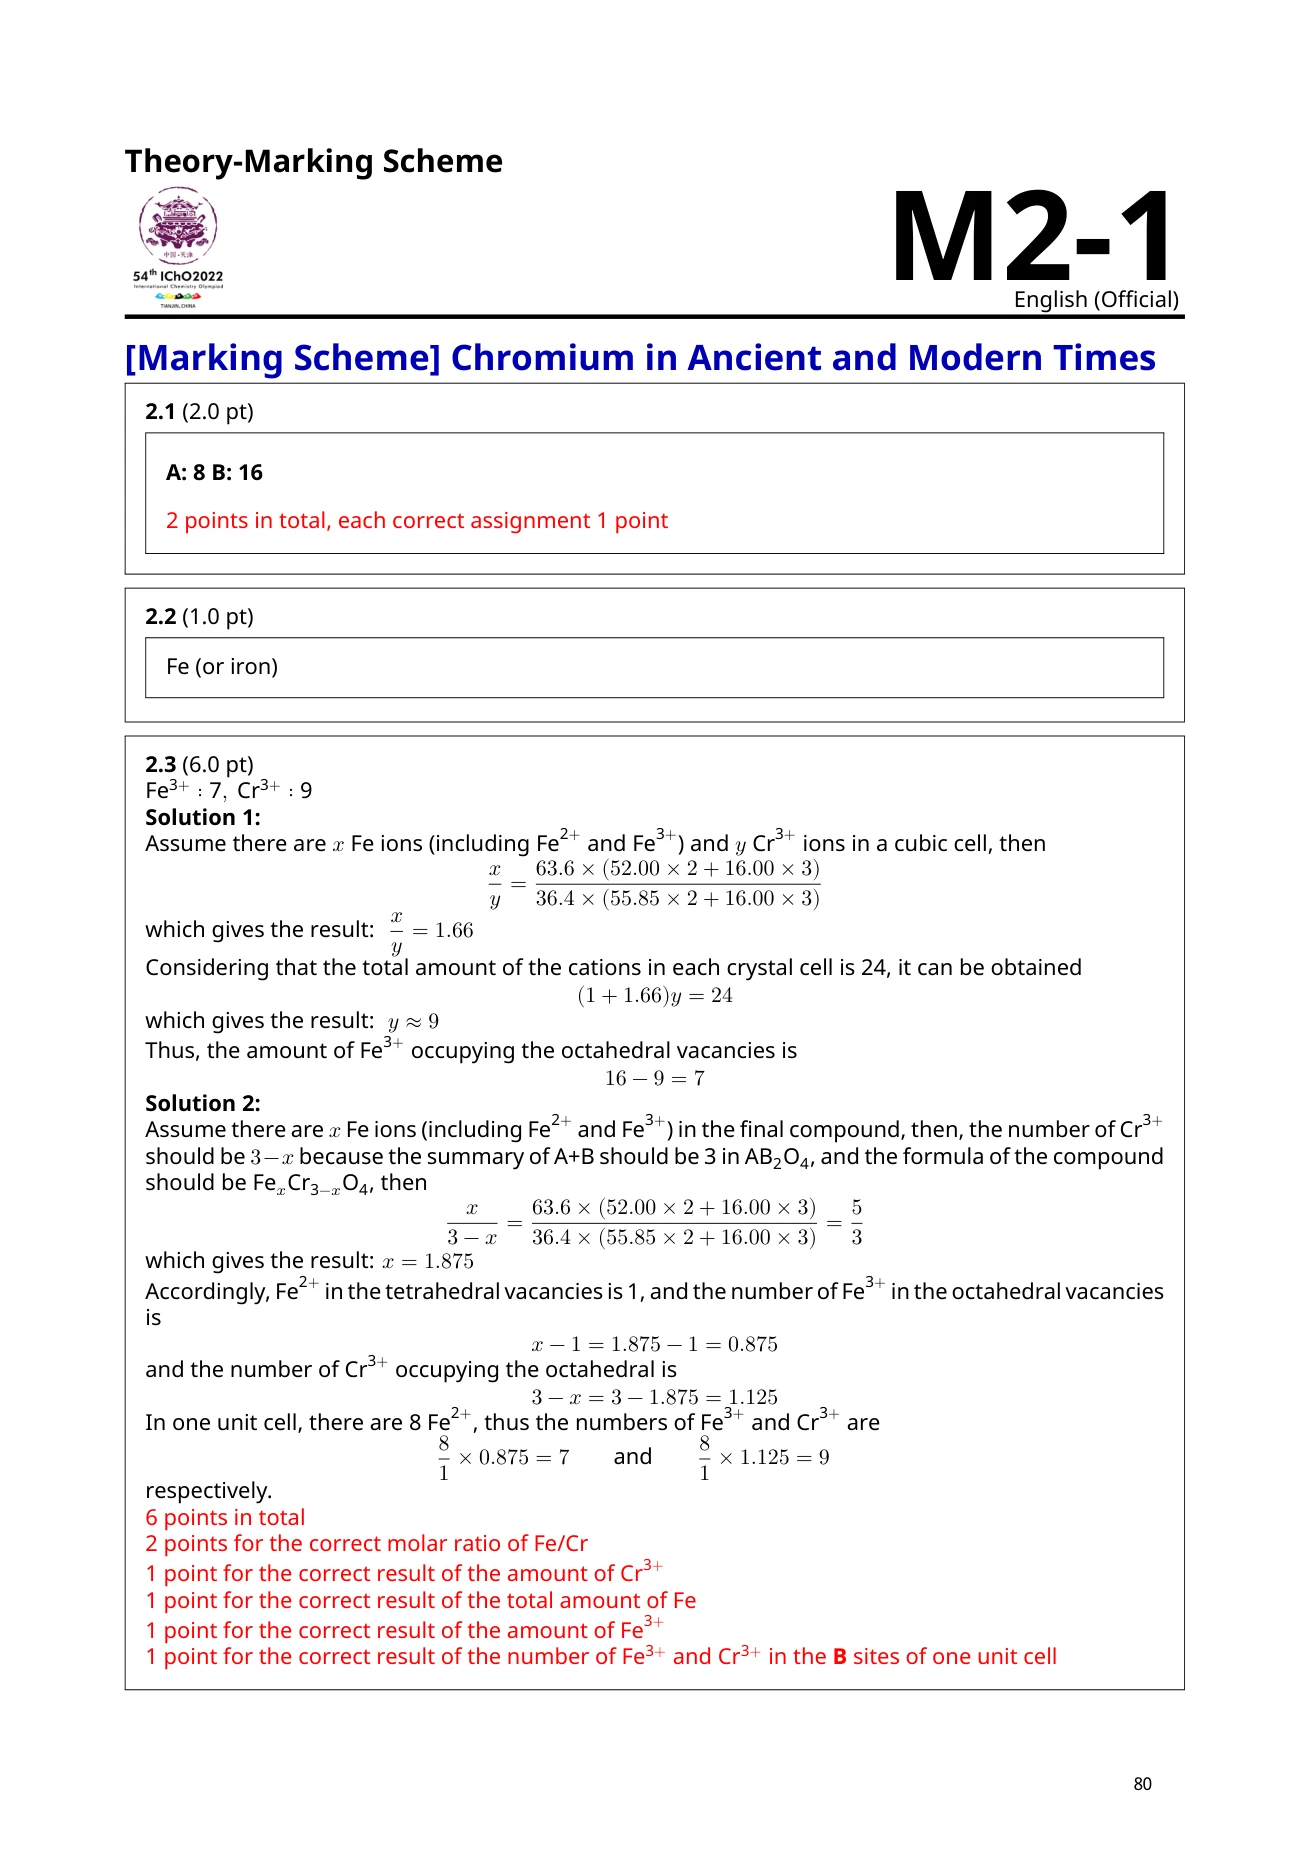 Theory-Marking Scheme
中国·天津
54th IChO2022
International Chemistry Olympiad
TIANJIN, CHINA
M2-1
English (Official)
[Marking Scheme] Chromium in Ancient and Modern Times
2.1 (2.0 pt)
A: 8 B: 16
2 points in total, each correct assignment 1 point
2.2 (1.0 pt)
Fe (or iron)
2.3 (6.0 pt)
Fe³⁺ : 7, Cr³⁺ : 9
Solution 1:
Assume there are x Fe ions (including Fe²⁺ and Fe³⁺) and y Cr³⁺ ions in a cubic cell, then
x/y = 63.6 × (52.00 × 2 + 16.00 × 3) / 36.4 × (55.85 × 2 + 16.00 × 3)
which gives the result: x/y = 1.66
Considering that the total amount of the cations in each crystal cell is 24, it can be obtained
(1 + 1.66)y = 24
which gives the result: y ≈ 9
Thus, the amount of Fe³⁺ occupying the octahedral vacancies is
16 − 9 = 7
Solution 2:
Assume there are x Fe ions (including Fe²⁺ and Fe³⁺) in the final compound, then, the number of Cr³⁺
should be 3−x because the summary of A+B should be 3 in AB₂O₄, and the formula of the compound
should be FeₓCr₃₋ₓO₄, then
x / 3 − x = 63.6 × (52.00 × 2 + 16.00 × 3) / 36.4 × (55.85 × 2 + 16.00 × 3) = 5/3
which gives the result: x = 1.875
Accordingly, Fe²⁺ in the tetrahedral vacancies is 1, and the number of Fe³⁺ in the octahedral vacancies
is
x − 1 = 1.875 − 1 = 0.875
and the number of Cr³⁺ occupying the octahedral is
3 − x = 3 − 1.875 = 1.125
In one unit cell, there are 8 Fe²⁺, thus the numbers of Fe³⁺ and Cr³⁺ are
8/1 × 0.875 = 7 and 8/1 × 1.125 = 9
respectively.
6 points in total
2 points for the correct molar ratio of Fe/Cr
1 point for the correct result of the amount of Cr³⁺
1 point for the correct result of the total amount of Fe
1 point for the correct result of the amount of Fe³⁺
1 point for the correct result of the number of Fe³⁺ and Cr³⁺ in the B sites of one unit cell
80